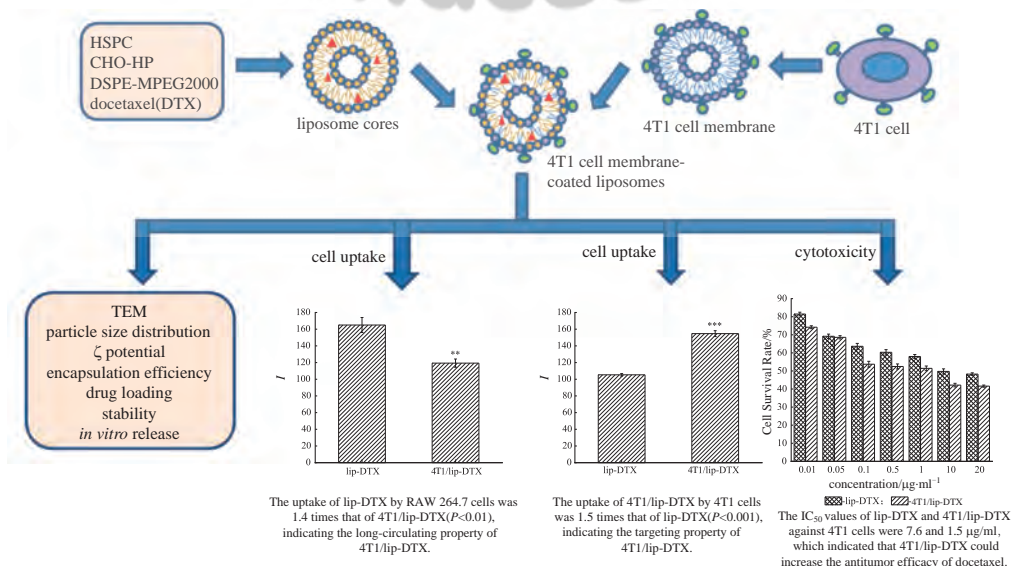 HSPC
CHO-HP
DSPE-MPEG2000
docetaxel(DTX)
liposome cores
4T1 cell membrane-
coated liposomes
4T1 cell membrane
4T1 cell
cell uptake
cell uptake
cytotoxicity
TEM
particle size distribution
ζ potential
encapsulation efficiency
drug loading
stability
in vitro release
180
160
140
120
100
80
60
40
20
0
I
**
lip-DTX
4T1/lip-DTX
The uptake of lip-DTX by RAW 264.7 cells was
1.4 times that of 4T1/lip-DTX(P<0.01),
indicating the long-circulating property of
4T1/lip-DTX.
180
160
140
120
100
80
60
40
20
0
I
***
lip-DTX
4T1/lip-DTX
The uptake of 4T1/lip-DTX by 4T1 cells
was 1.5 times that of lip-DTX(P<0.001),
indicating the targeting property of
4T1/lip-DTX.
90
80
70
60
50
40
30
20
10
0
Cell Survival Rate/%
0.01 0.05 0.1 0.5 1 10 20
concentration/μg·ml⁻¹
-lip-DTX; -4T1/lip-DTX
The IC₅₀ values of lip-DTX and 4T1/lip-DTX
against 4T1 cells were 7.6 and 1.5 μg/ml,
which indicated that 4T1/lip-DTX could
increase the antitumor efficacy of docetaxel.